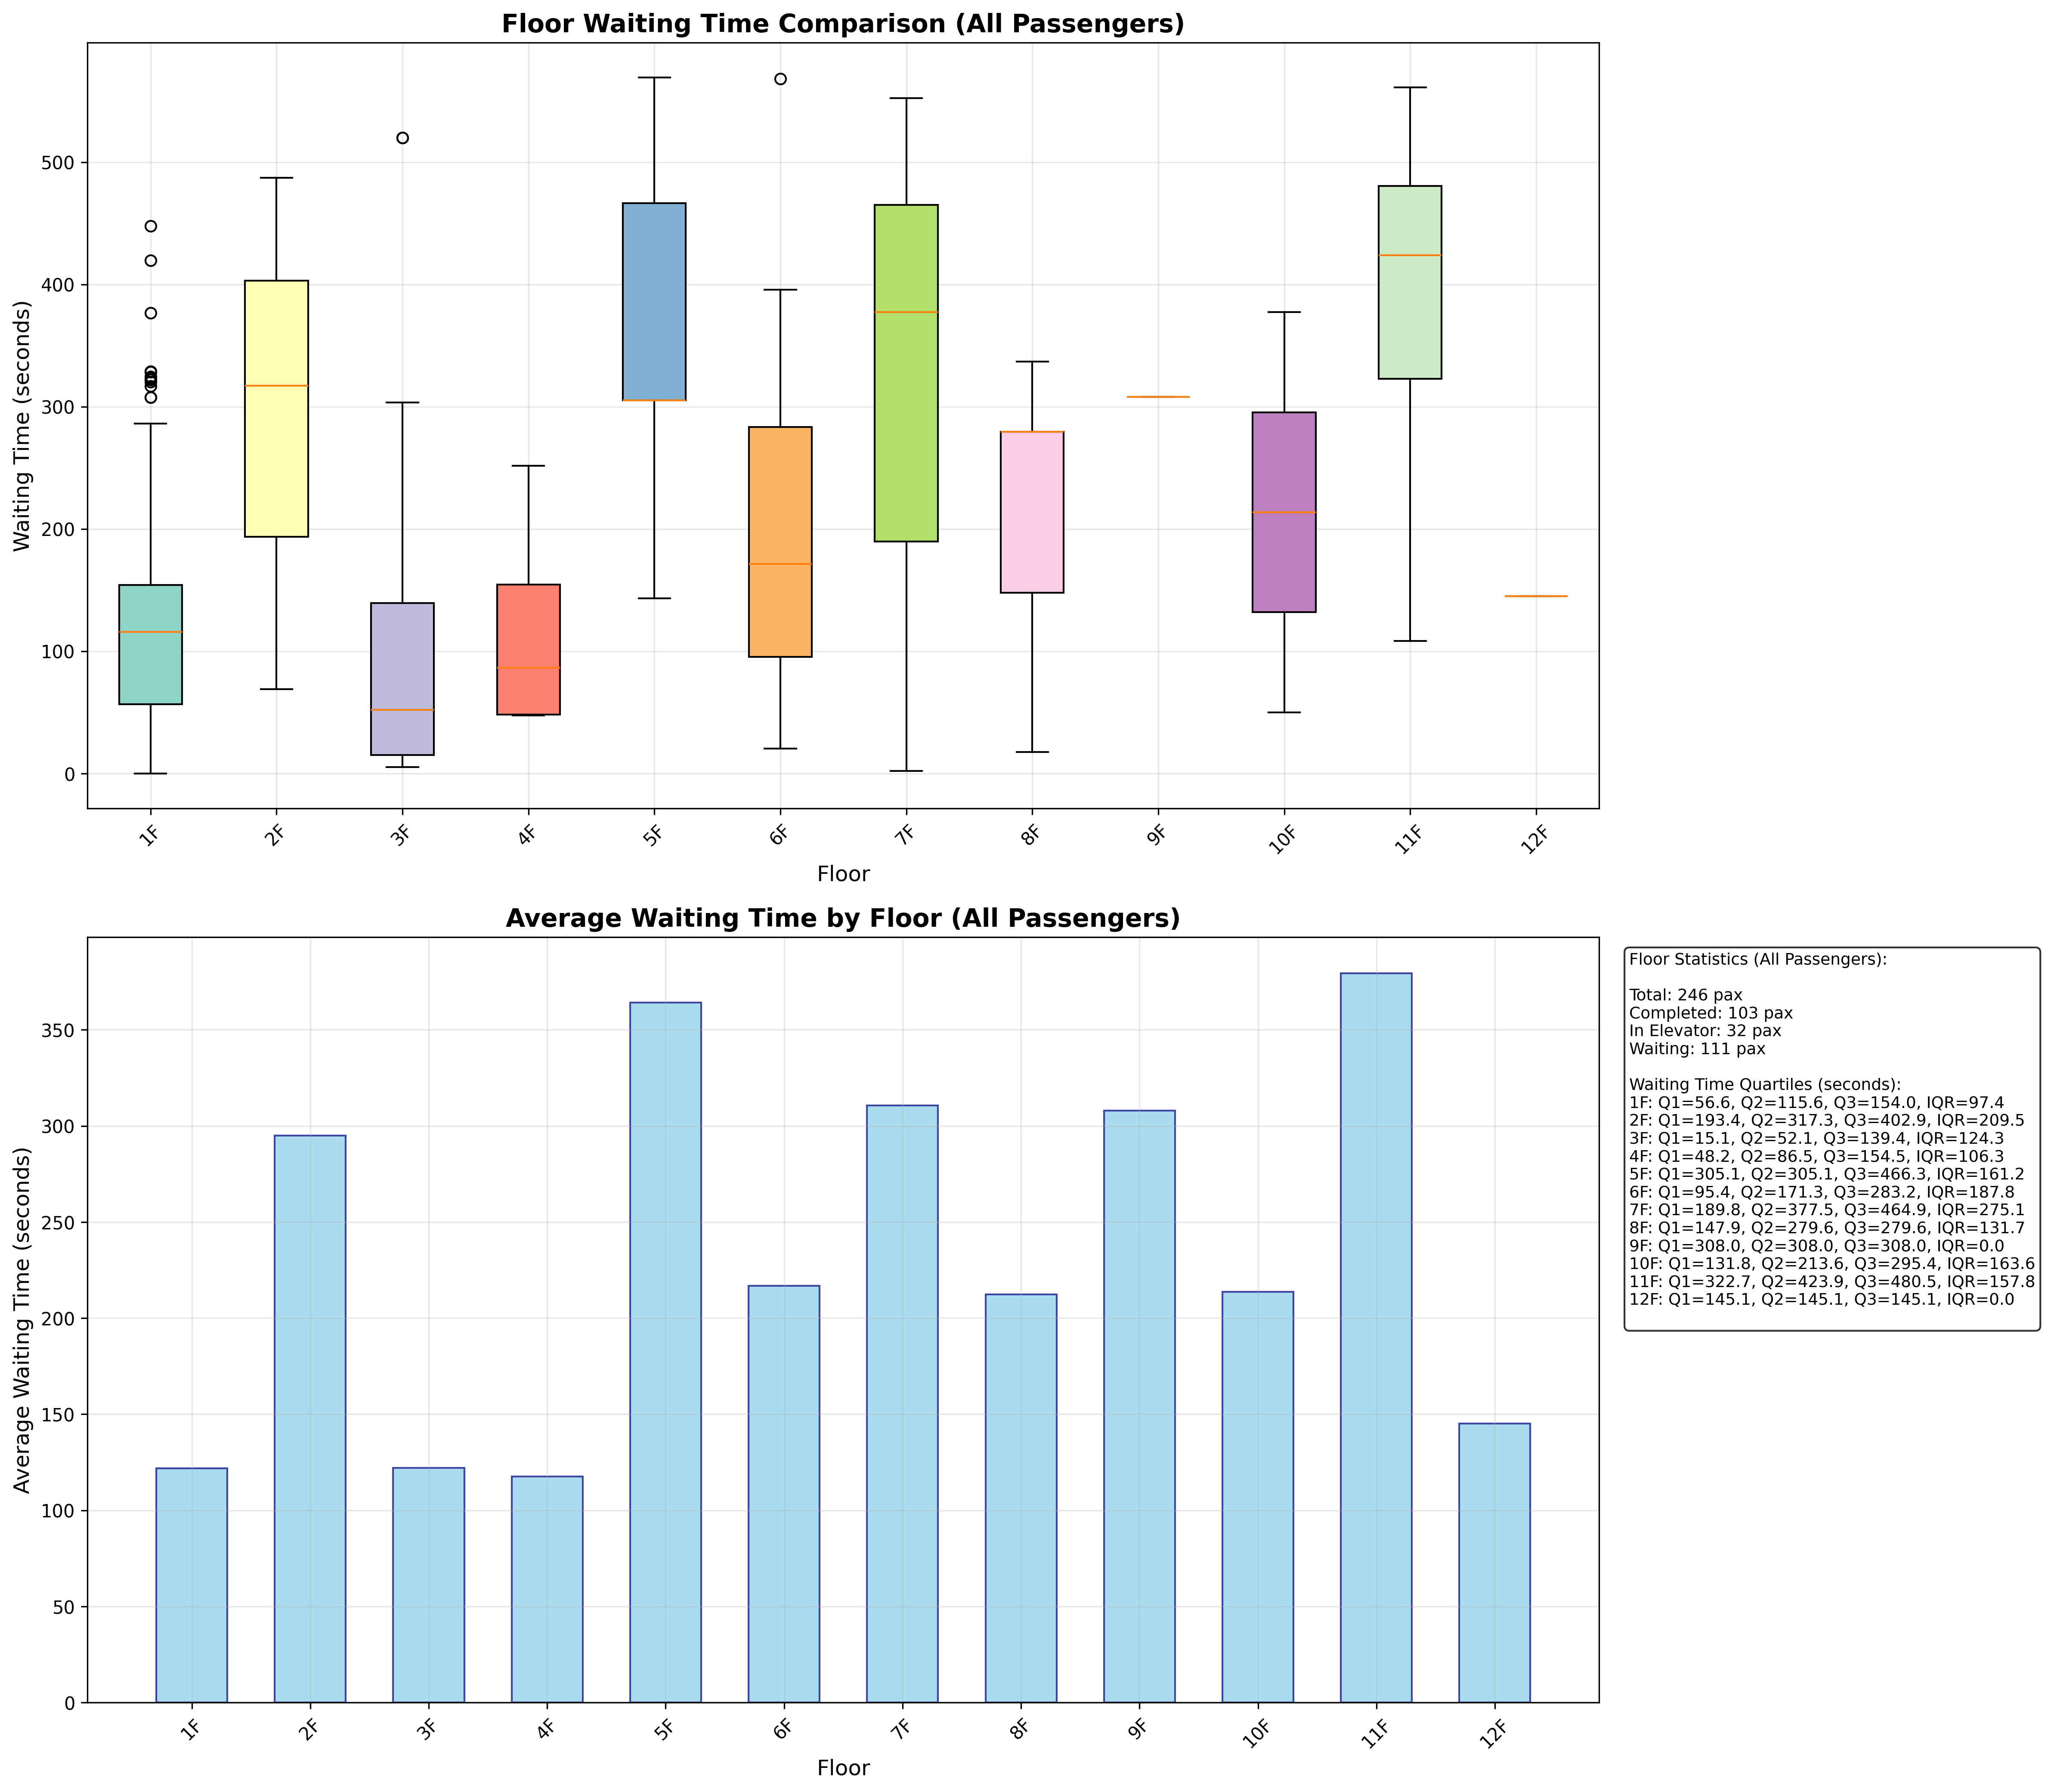 Floor Waiting Time Comparison (All Passengers)
Waiting Time (seconds)
500
400
300
200
100
0
1F
2F
3F
4F
5F
6F
7F
8F
9F
10F
11F
12F
Floor
Average Waiting Time by Floor (All Passengers)
Average Waiting Time (seconds)
350
300
250
200
150
100
50
0
1F
2F
3F
4F
5F
6F
7F
8F
9F
10F
11F
12F
Floor
Floor Statistics (All Passengers):
Total: 246 pax
Completed: 103 pax
In Elevator: 32 pax
Waiting: 111 pax
Waiting Time Quartiles (seconds):
1F: Q1=56.6, Q2=115.6, Q3=154.0, IQR=97.4
2F: Q1=193.4, Q2=317.3, Q3=402.9, IQR=209.5
3F: Q1=15.1, Q2=52.1, Q3=139.4, IQR=124.3
4F: Q1=48.2, Q2=86.5, Q3=154.5, IQR=106.3
5F: Q1=305.1, Q2=305.1, Q3=466.3, IQR=161.2
6F: Q1=95.4, Q2=171.3, Q3=283.2, IQR=187.8
7F: Q1=189.8, Q2=377.5, Q3=464.9, IQR=275.1
8F: Q1=147.9, Q2=279.6, Q3=279.6, IQR=131.7
9F: Q1=308.0, Q2=308.0, Q3=308.0, IQR=0.0
10F: Q1=131.8, Q2=213.6, Q3=295.4, IQR=163.6
11F: Q1=322.7, Q2=423.9, Q3=480.5, IQR=157.8
12F: Q1=145.1, Q2=145.1, Q3=145.1, IQR=0.0